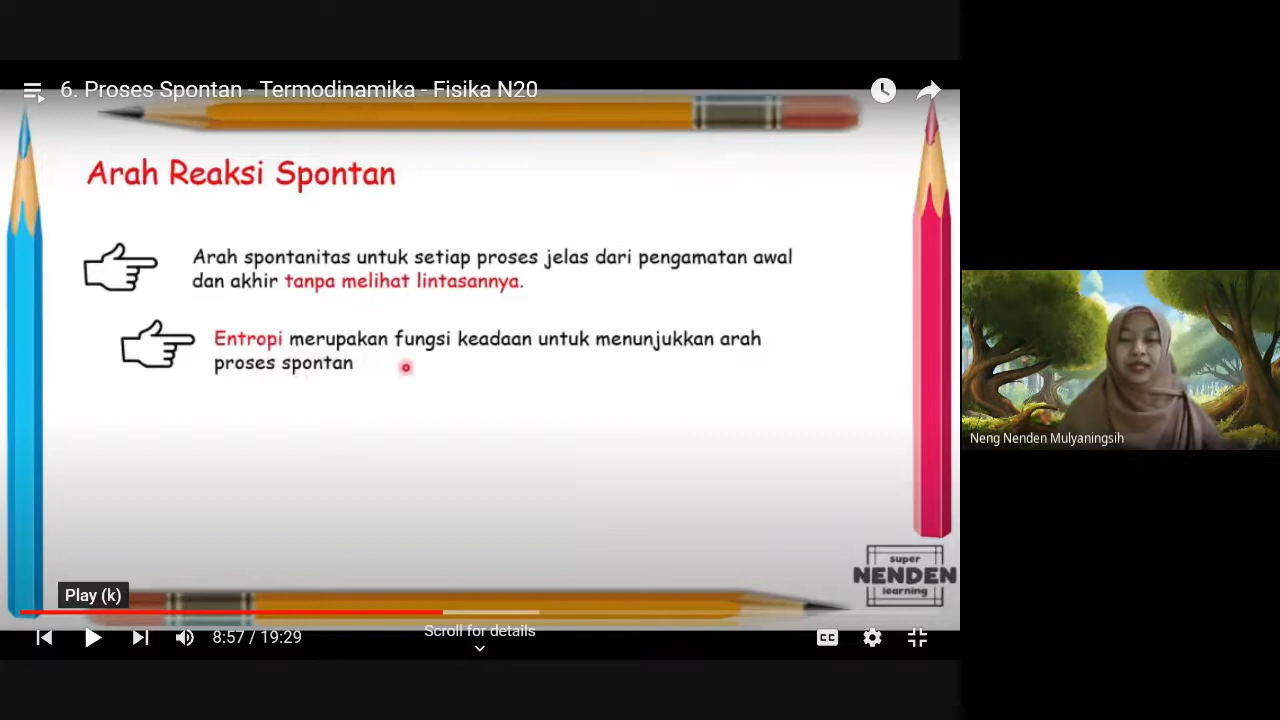 6. Proses Spontan - Termodinamika - Fisika N20
Arah Reaksi Spontan
Arah spontanitas untuk setiap proses jelas dari pengamatan awal
dan akhir tanpa melihat lintasannya.
Entropi merupakan fungsi keadaan untuk menunjukkan arah
proses spontan
Neng Nenden Mulyaningsih
super
NENDEN
learning
Play (k)
8:57 / 19:29
Scroll for details
CC